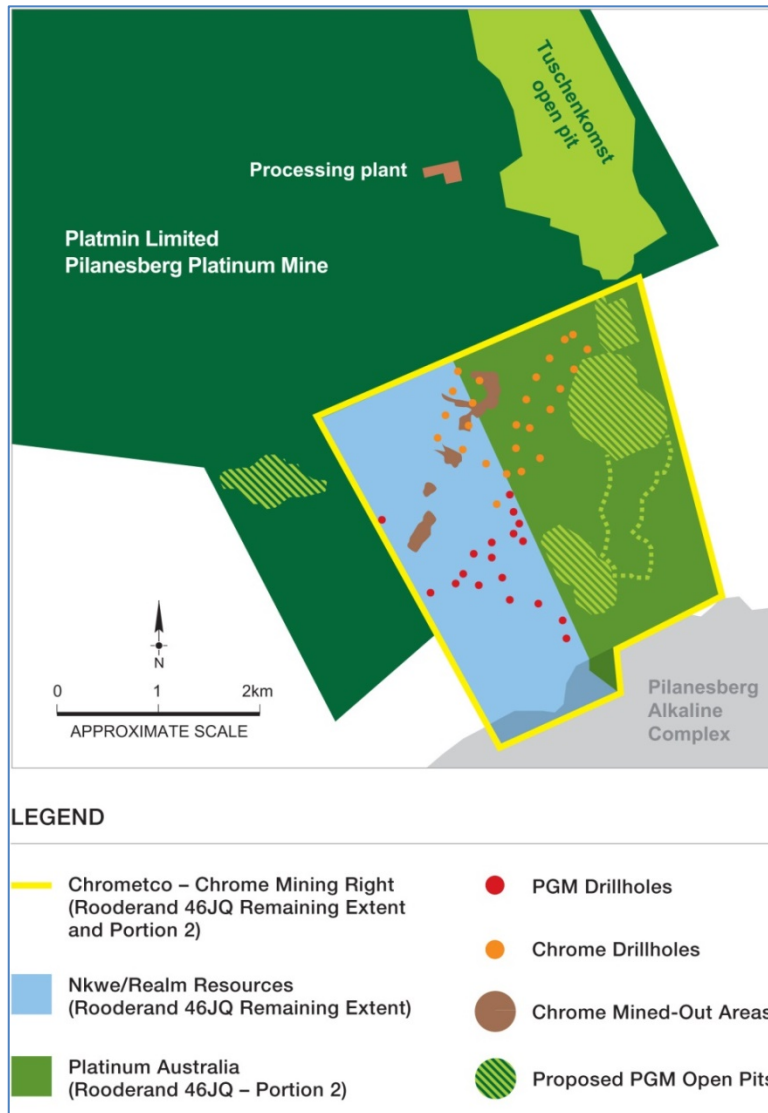 Tuschenkomst
open pit
Processing plant
Platmin Limited
Pilanesberg Platinum Mine
N
0 1 2km
APPROXIMATE SCALE
Pilanesberg
Alkaline
Complex
LEGEND
Chrometco – Chrome Mining Right
(Rooderand 46JQ Remaining Extent
and Portion 2)
Nkwe/Realm Resources
(Rooderand 46JQ Remaining Extent)
Platinum Australia
(Rooderand 46JQ – Portion 2)
PGM Drillholes
Chrome Drillholes
Chrome Mined-Out Areas
Proposed PGM Open Pits